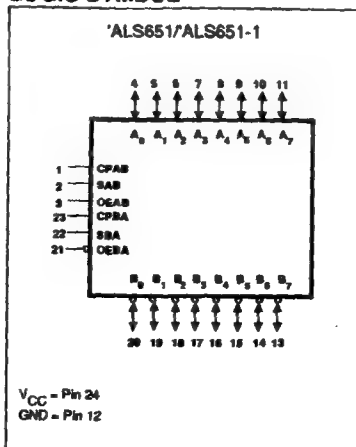 'ALS651/'ALS651-1
4 5 6 7 8 9 10 11
A0 A1 A2 A3 A4 A5 A6 A7
1 CPAB
2 SAB
3 OEAB
23 CPBA
22 SBA
21 OEBA
B0 B1 B2 B3 B4 B5 B6 B7
20 19 18 17 16 15 14 13
VCC = Pin 24
GND = Pin 12